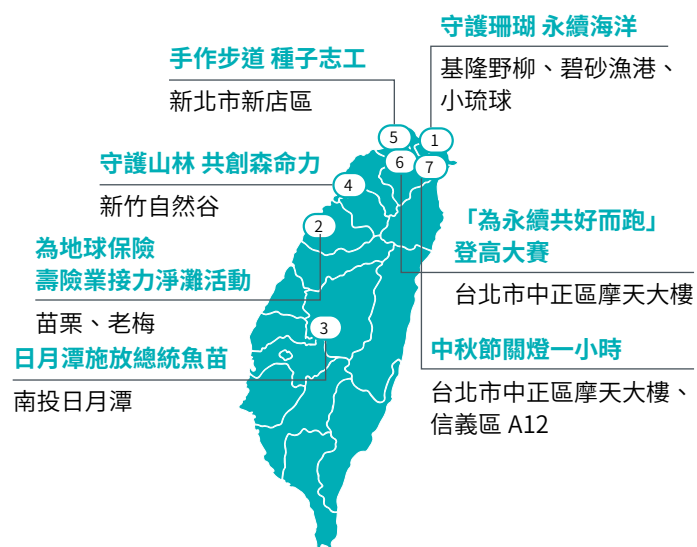 守護珊瑚 永續海洋
基隆野柳、碧砂漁港、
小琉球
手作步道 種子志工
新北市新店區
5
1
6
7
守護山林 共創森命力
4
新竹自然谷
2
「為永續共好而跑」
登高大賽
台北市中正區摩天大樓
為地球保險
壽險業接力淨灘活動
苗栗、老梅
3
日月潭施放總統魚苗
南投日月潭
中秋節關燈一小時
台北市中正區摩天大樓、
信義區 A12